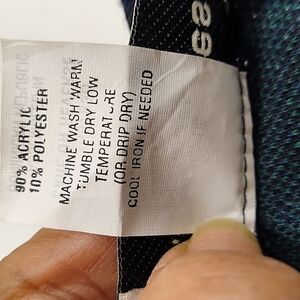 90% ACRYLIC
10% POLYESTER
MACHINE WASH WARM
TUMBLE DRY LOW
TEMPERATURE
(OR DRIP DRY)
COOL IRON IF NEEDED